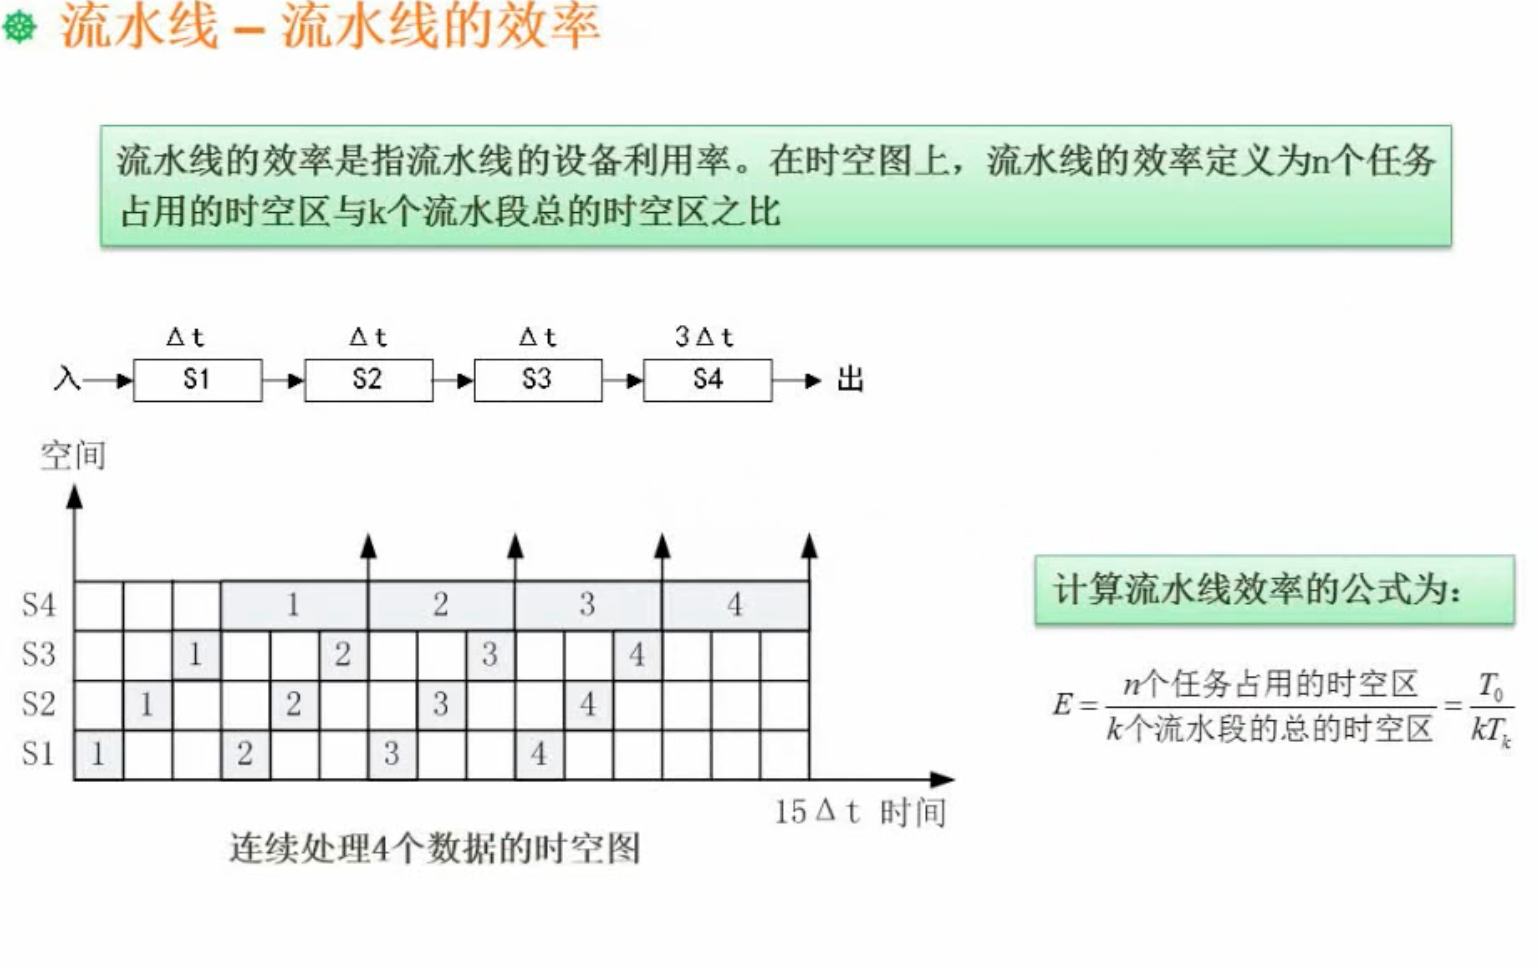 流水线 – 流水线的效率
流水线的效率是指流水线的设备利用率。在时空图上，流水线的效率定义为n个任务
占用的时空区与k个流水段总的时空区之比
Δt Δt Δt 3Δt
入 S1 S2 S3 S4 出
空间
S4 1 2 3 4
S3 1 2 3 4
S2 1 2 3 4
S1 1 2 3 4
15Δt 时间
连续处理4个数据的时空图
计算流水线效率的公式为：
E = n个任务占用的时空区 / k个流水段的总的时空区 = T₀ / kTₖ